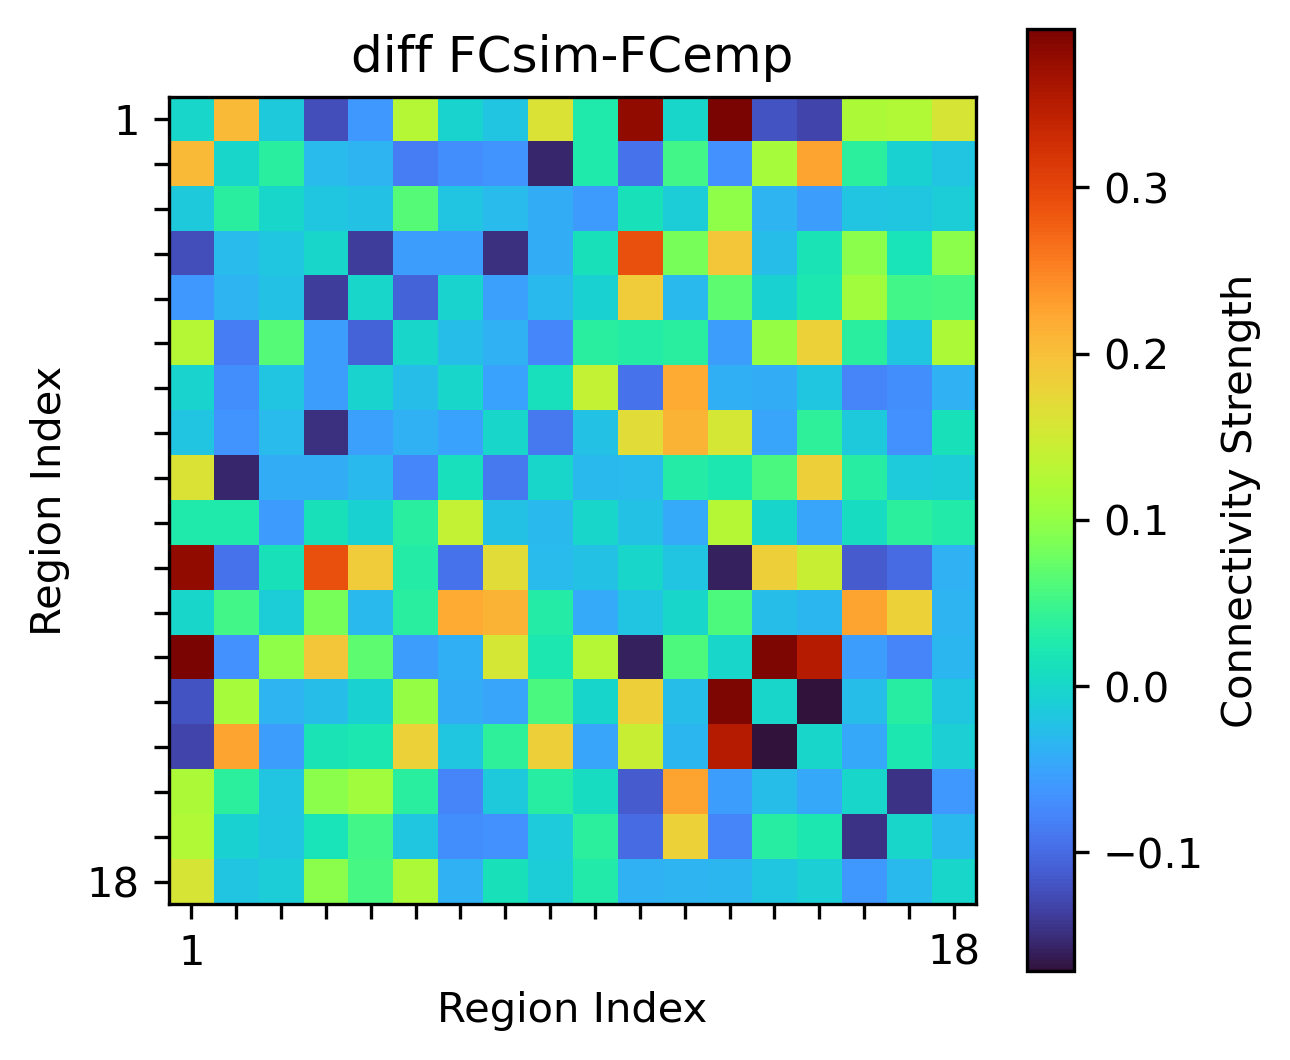 diff FCsim-FCemp
1
18
Region Index
1
18
Region Index
0.3
0.2
0.1
0.0
−0.1
Connectivity Strength